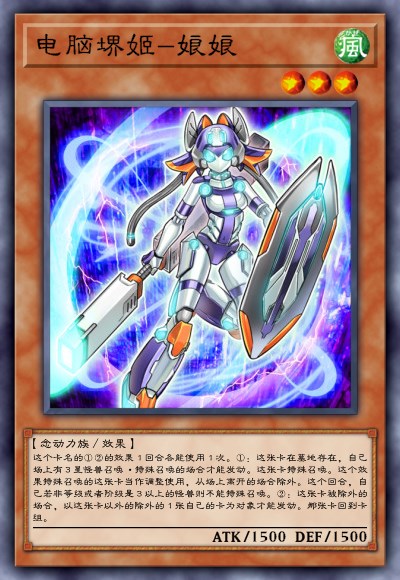 电脑堺姬-娘娘
風
【念动力族/效果】
这个卡名的①②的效果1回合各能使用1次。①：这张卡在墓地存在，自己
场上有3星怪兽召唤·特殊召唤的场合才能发动。这张卡特殊召唤。这个效
果特殊召唤的这张卡当作调整使用，从场上离开的场合除外。这个回合，自
己若非等级或者阶级是3以上的怪兽则不能特殊召唤。②：这张卡被除外的
场合，以这张卡以外的除外的1张自己的卡为对象才能发动。那张卡回到卡
组。
ATK/1500 DEF/1500